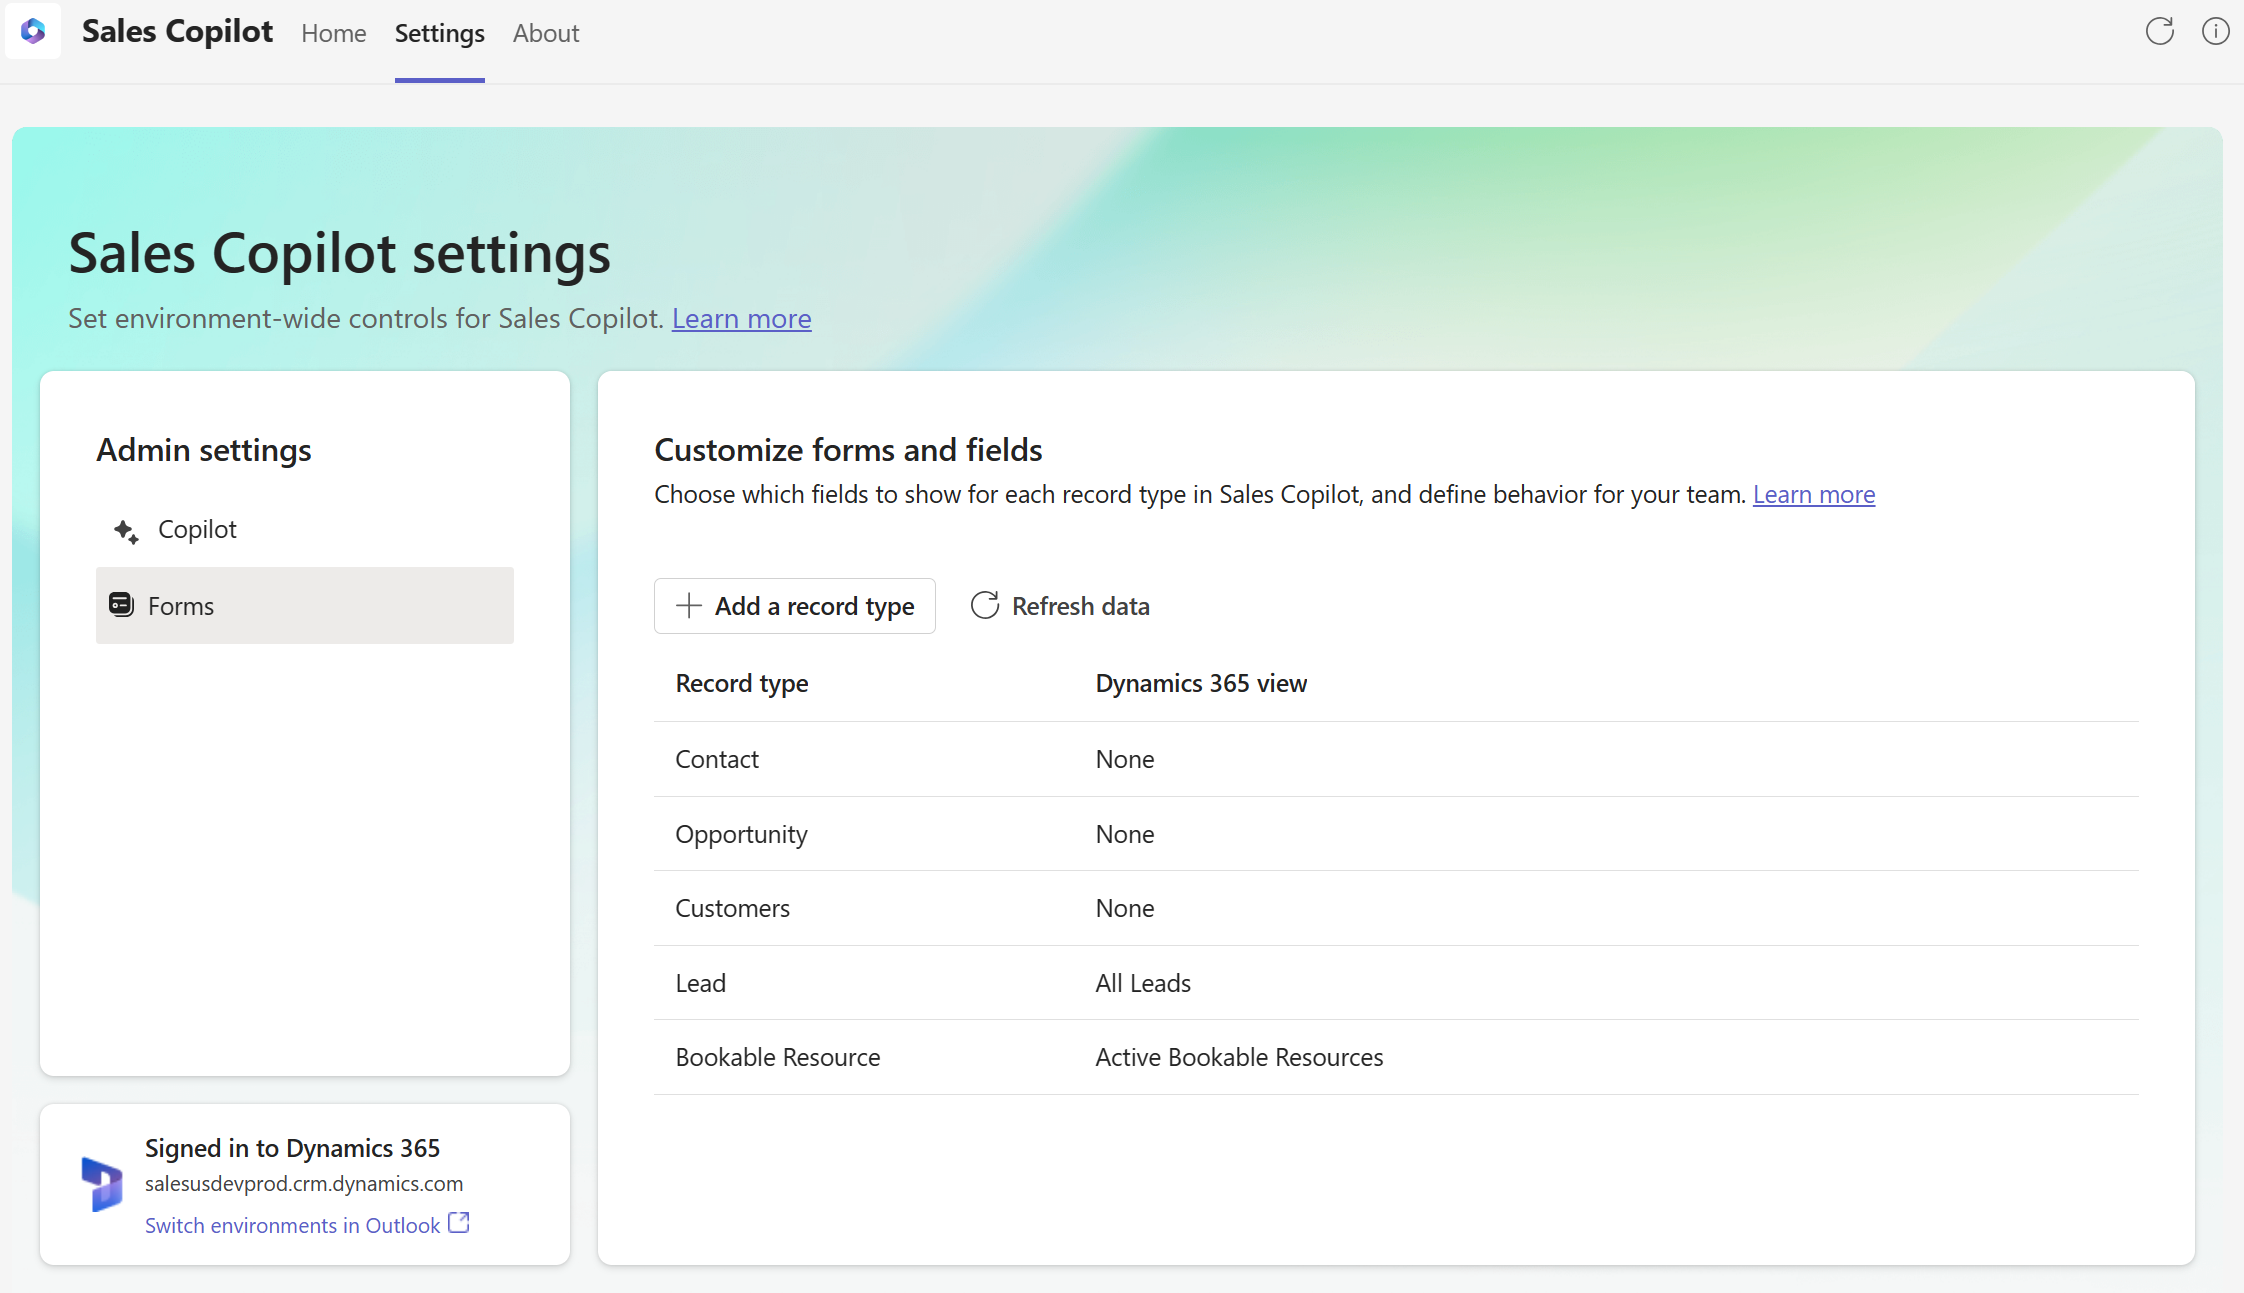 Sales Copilot Home Settings About
Sales Copilot settings
Set environment-wide controls for Sales Copilot. Learn more
Admin settings
Copilot
Forms
Signed in to Dynamics 365
salesusdevprod.crm.dynamics.com
Switch environments in Outlook
Customize forms and fields
Choose which fields to show for each record type in Sales Copilot, and define behavior for your team. Learn more
Add a record type Refresh data
Record type Dynamics 365 view
Contact None
Opportunity None
Customers None
Lead All Leads
Bookable Resource Active Bookable Resources